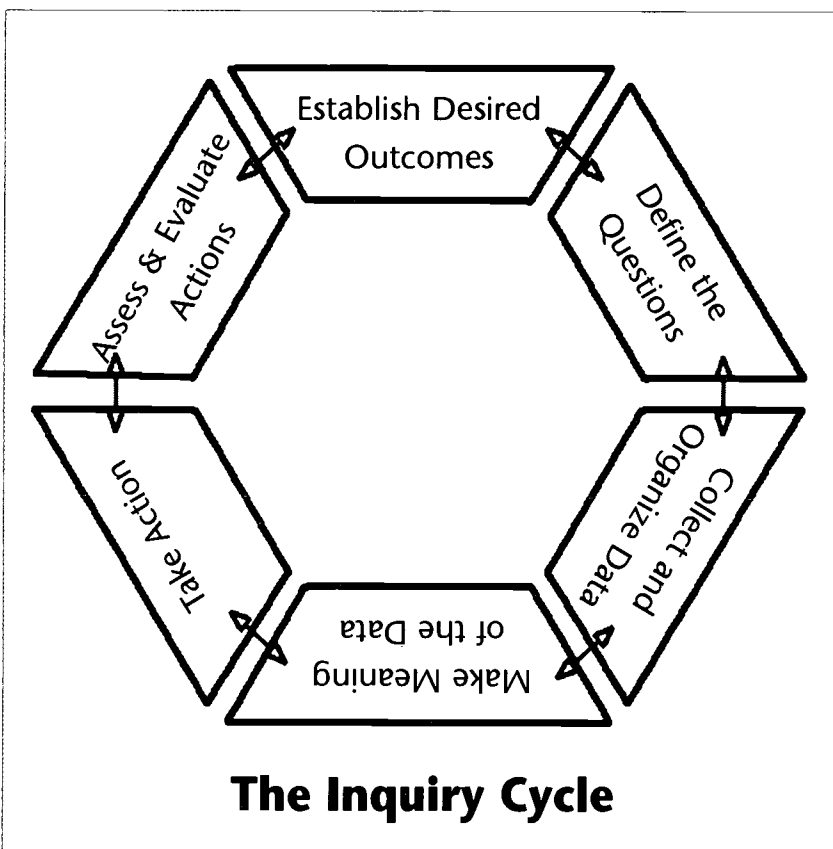 Establish Desired
Outcomes
Define the
Questions
Collect and
Organize Data
Make Meaning
of the Data
Take Action
Assess & Evaluate
Actions
The Inquiry Cycle